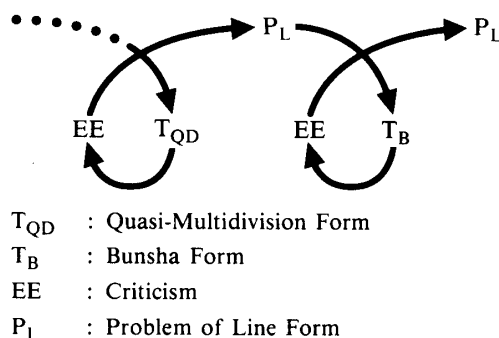 P_L P_L
EE T_QD EE T_B
T_QD : Quasi-Multidivision Form
T_B : Bunsha Form
EE : Criticism
P_L : Problem of Line Form